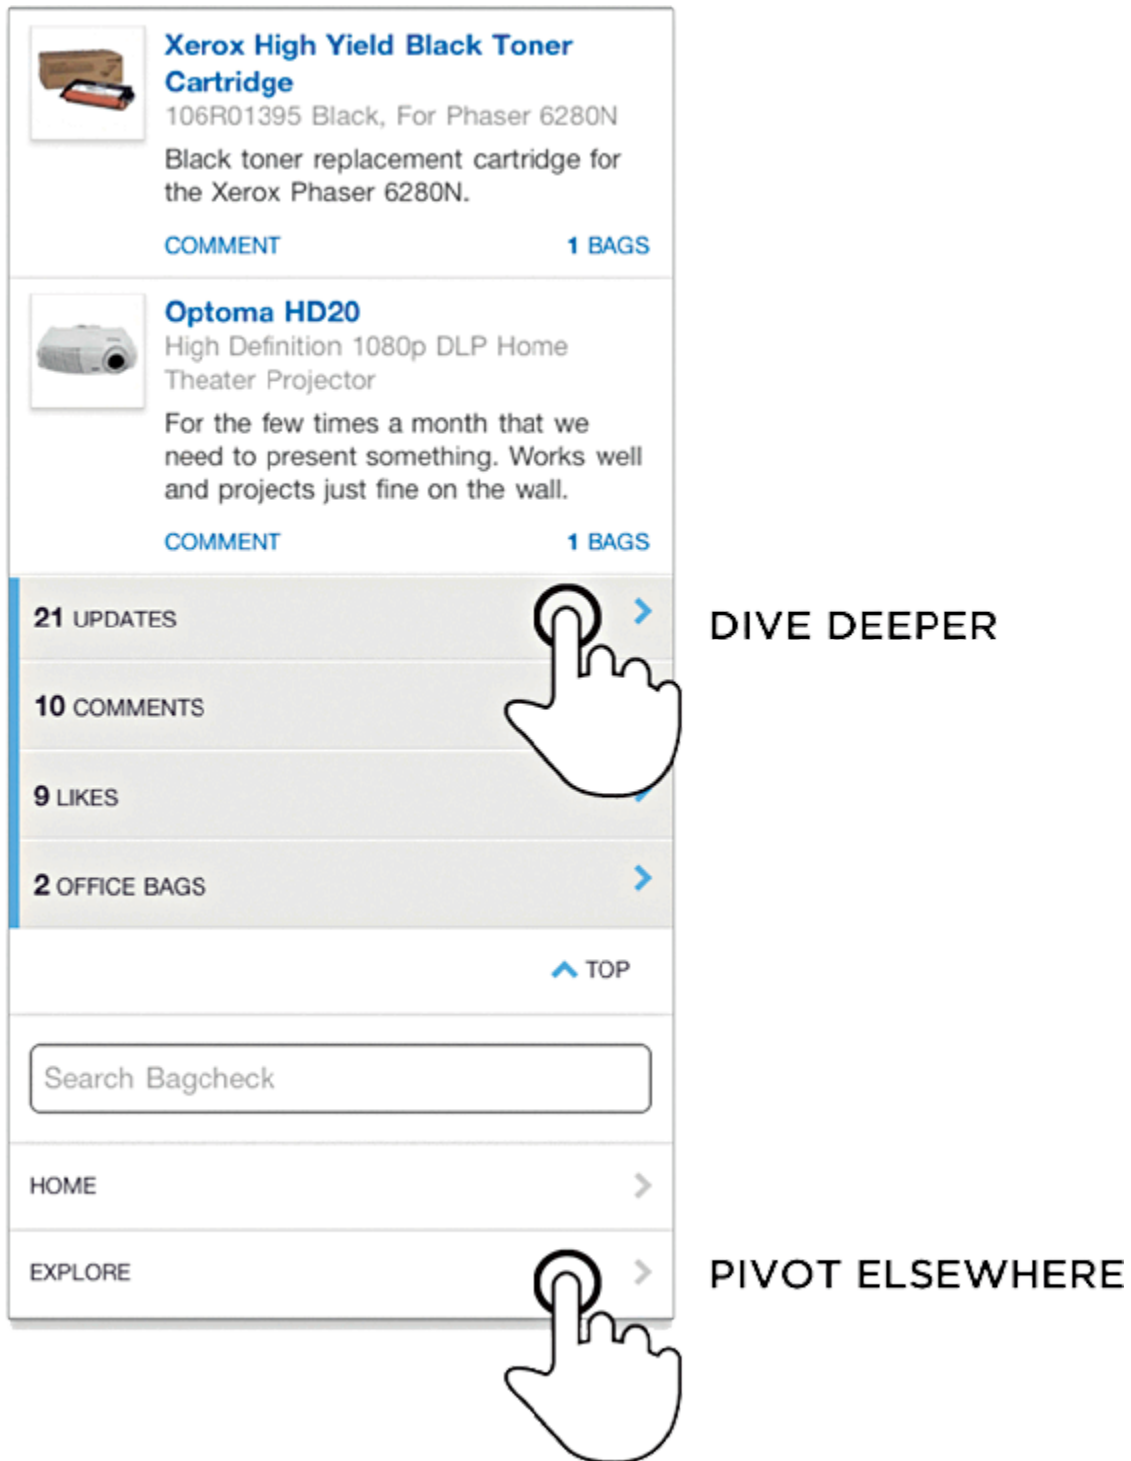 Xerox High Yield Black Toner
Cartridge
106R01395 Black, For Phaser 6280N
Black toner replacement cartridge for
the Xerox Phaser 6280N.
COMMENT 1 BAGS
Optoma HD20
High Definition 1080p DLP Home
Theater Projector
For the few times a month that we
need to present something. Works well
and projects just fine on the wall.
COMMENT 1 BAGS
21 UPDATES
DIVE DEEPER
10 COMMENTS
9 LIKES
2 OFFICE BAGS
TOP
Search Bagcheck
HOME
EXPLORE
PIVOT ELSEWHERE